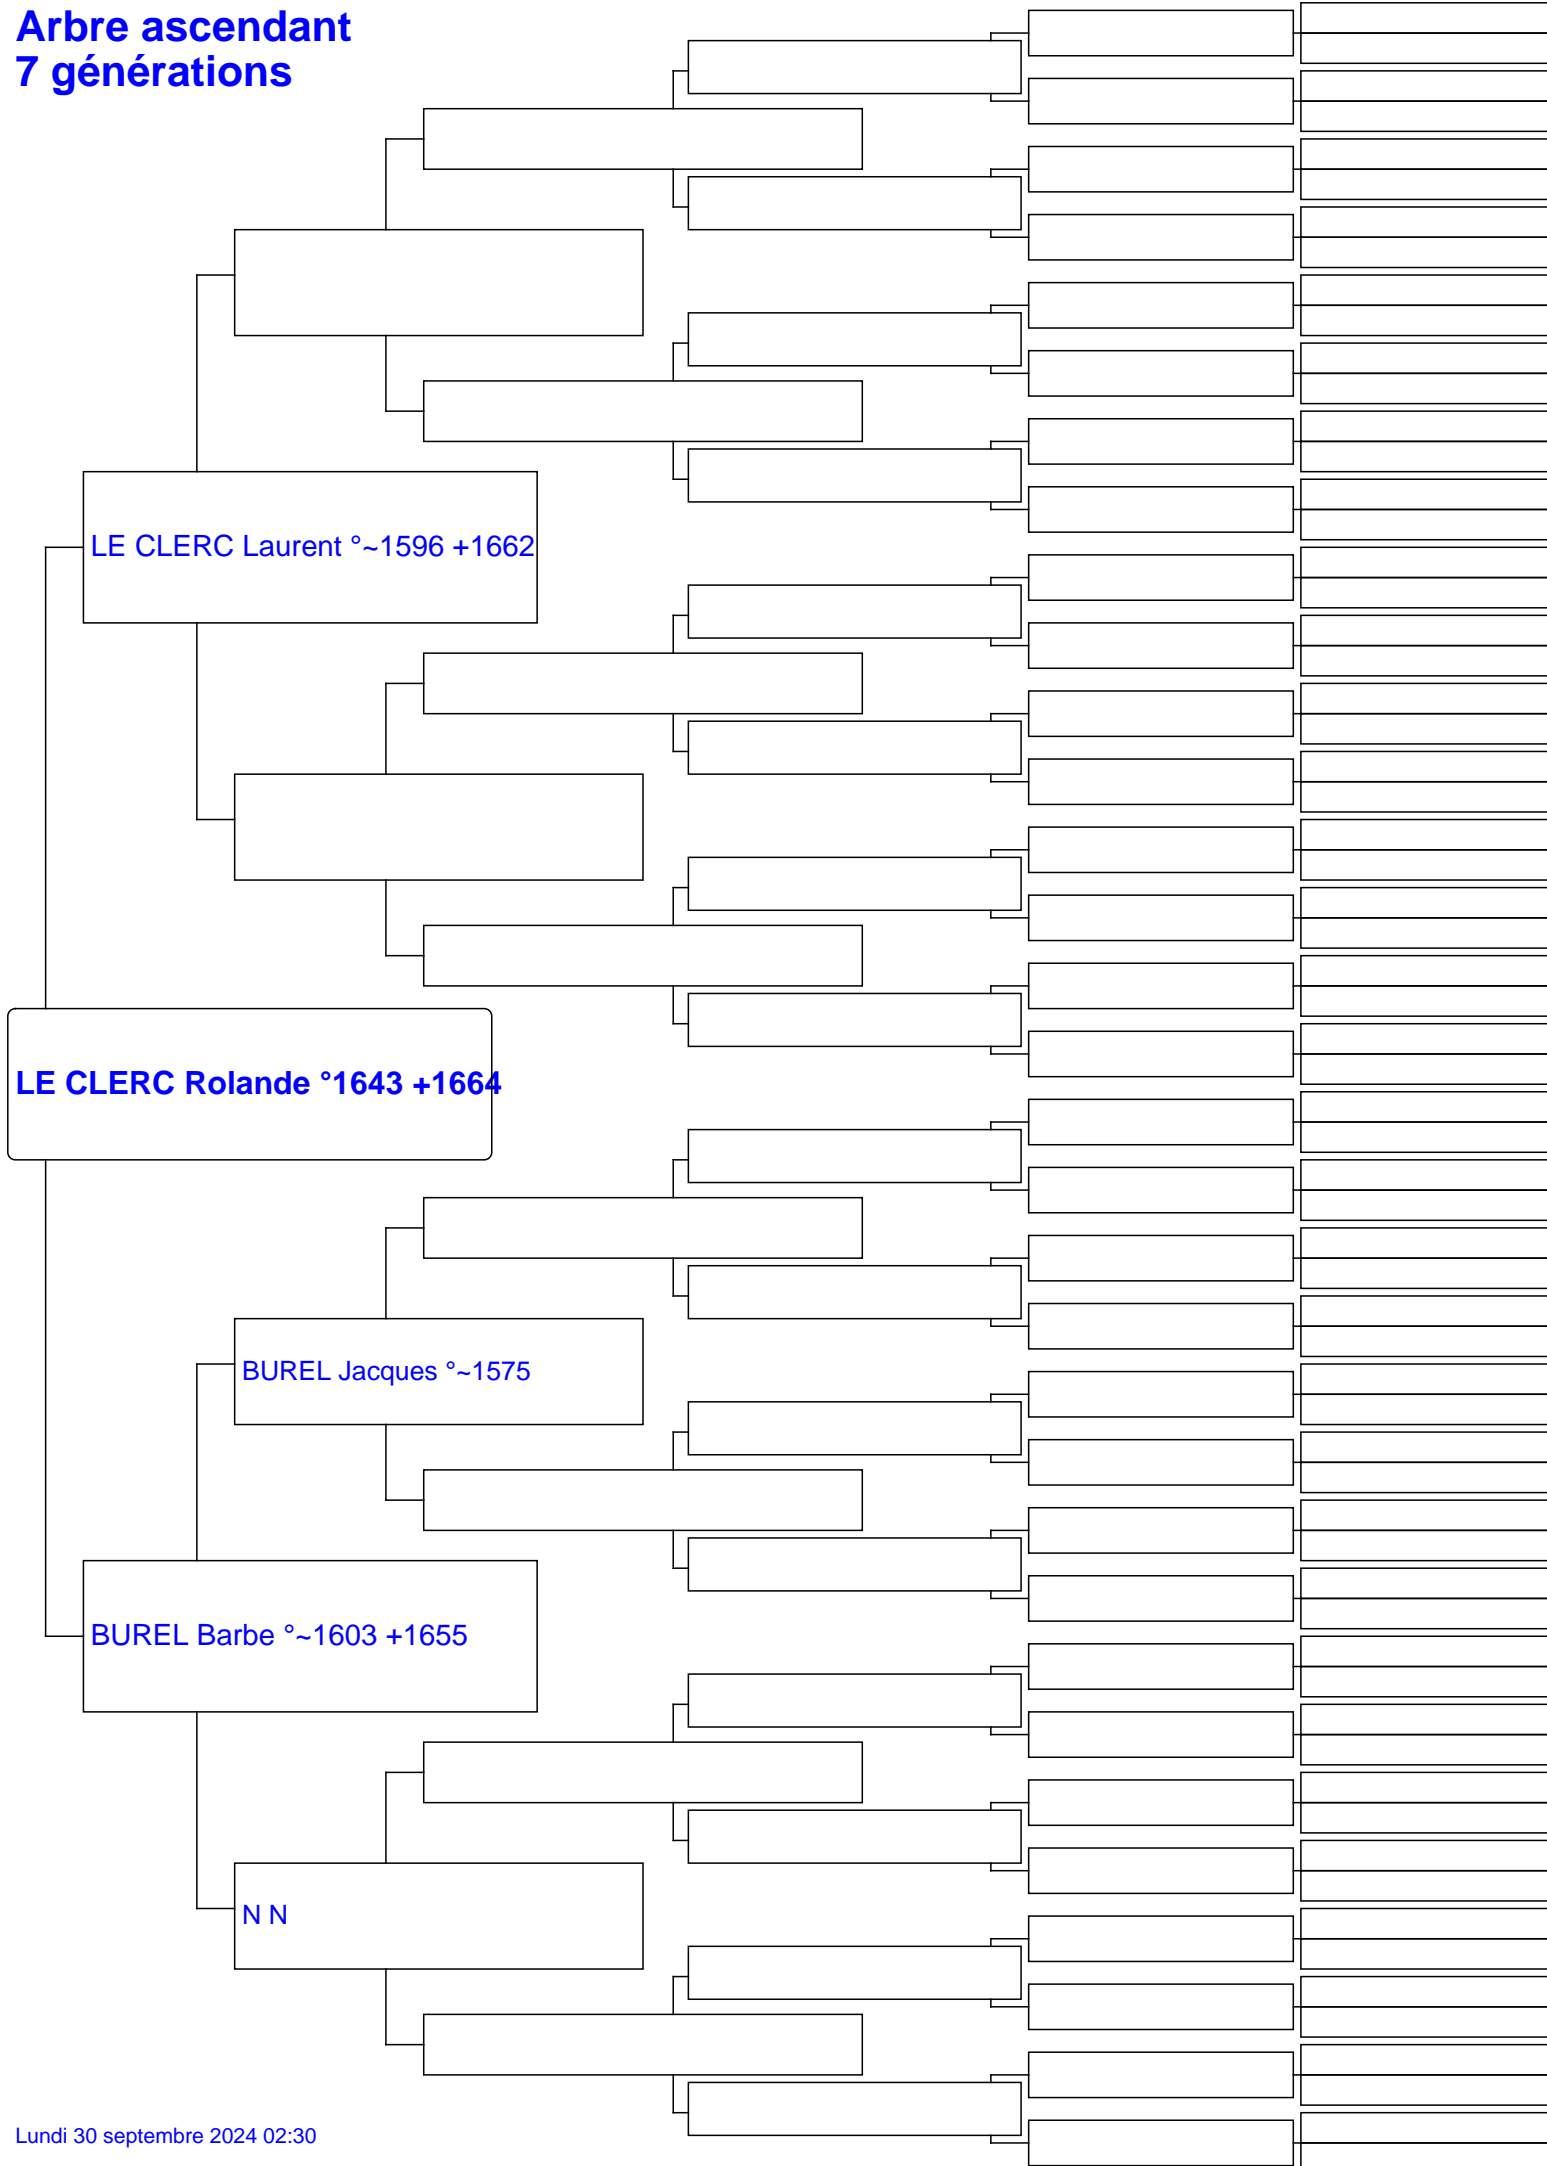 Arbre ascendant
7 générations
LE CLERC Laurent °~1596 +1662
LE CLERC Rolande °1643 +1664
BUREL Jacques °~1575
BUREL Barbe °~1603 +1655
N N
Lundi 30 septembre 2024 02:30